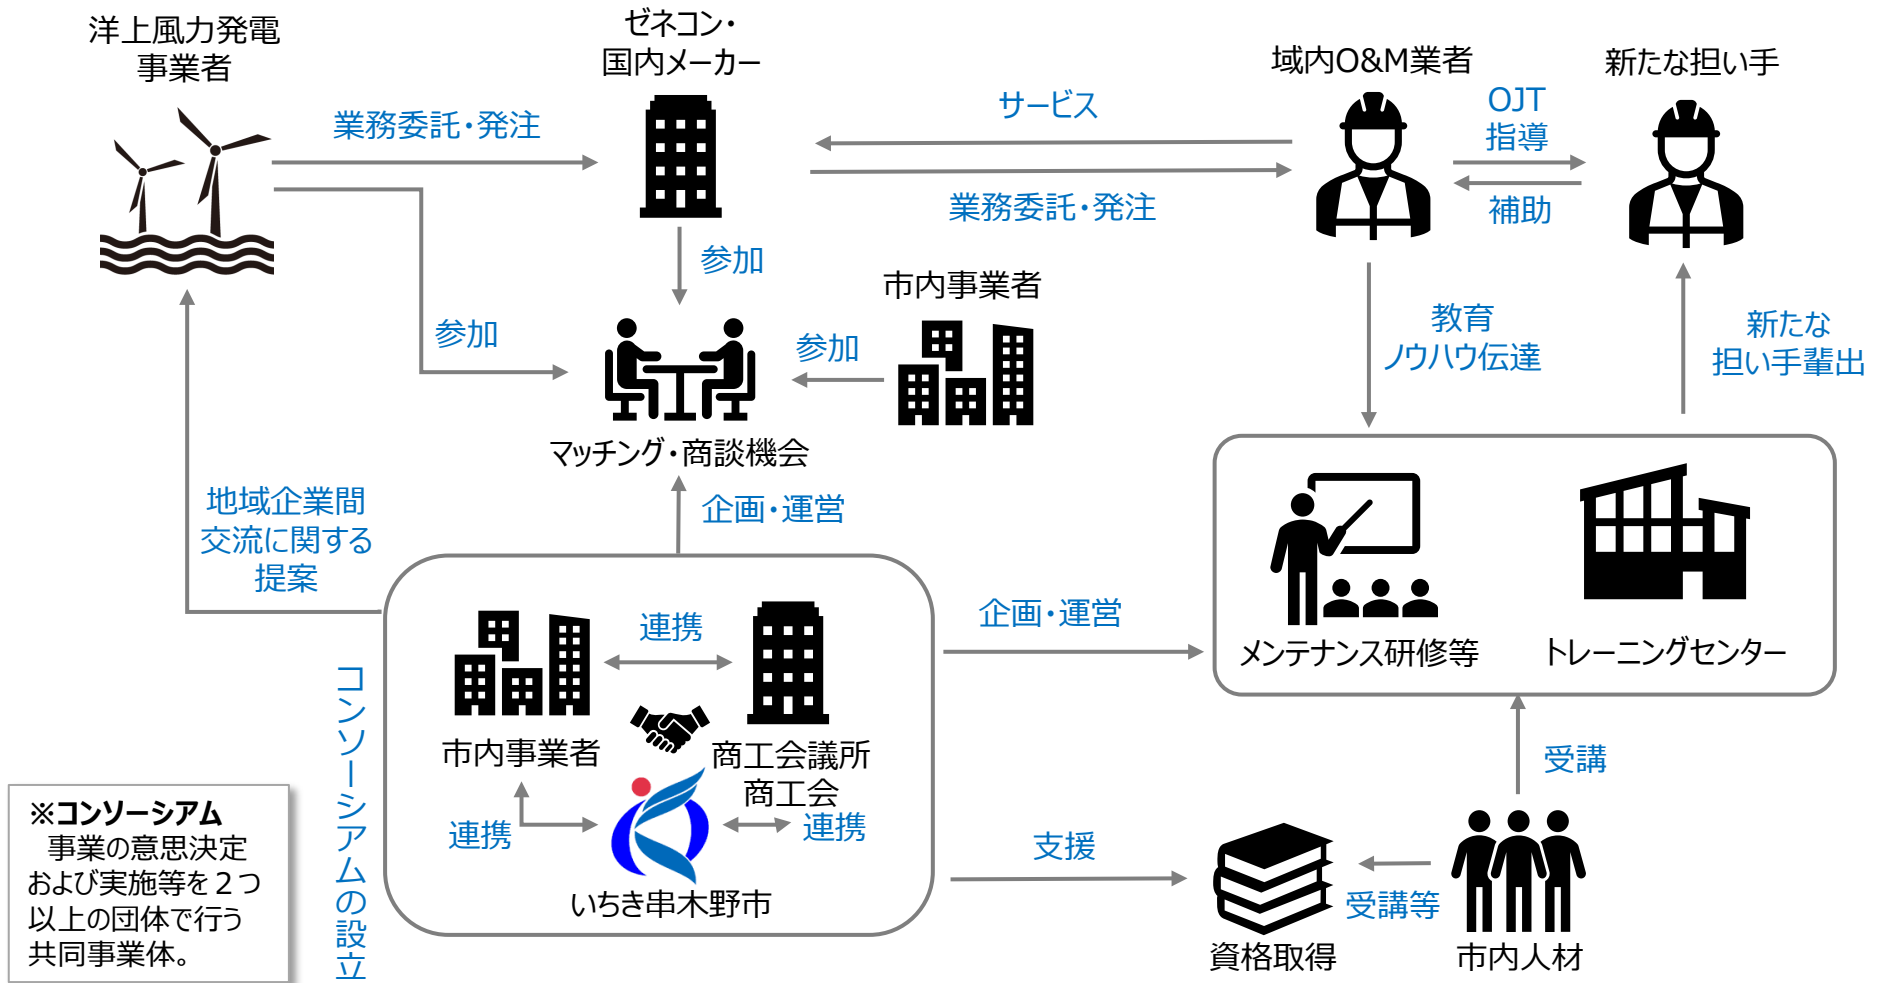 洋上風力発電
事業者
ゼネコン・
国内メーカー
域内O&M業者
新たな担い手
業務委託・発注
サービス
業務委託・発注
OJT
指導
補助
参加
参加
市内事業者
参加
マッチング・商談機会
教育
ノウハウ伝達
新たな
担い手輩出
地域企業間
交流に関する
提案
企画・運営
コンソーシアムの設立
連携
市内事業者
商工会議所
商工会
連携
連携
いちき串木野市
企画・運営
メンテナンス研修等
トレーニングセンター
受講
支援
受講等
資格取得
市内人材
※コンソーシアム
事業の意思決定
および実施等を２つ
以上の団体で行う
共同事業体。